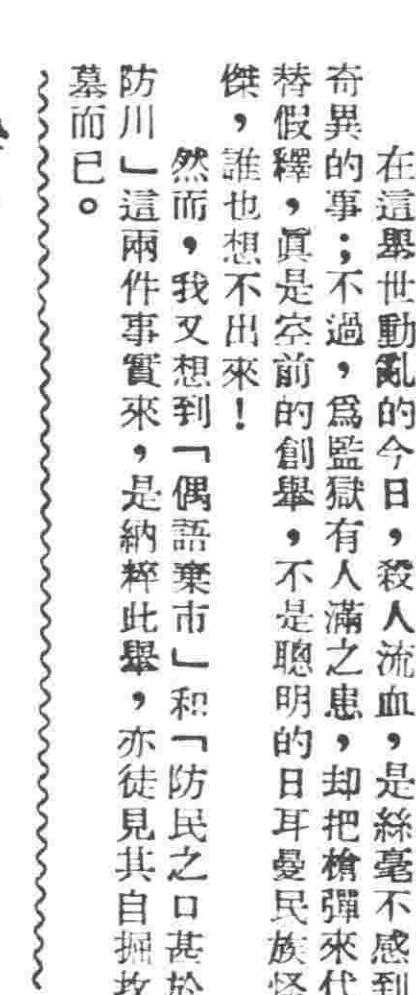 在這舉世動亂的今日，殺人流血，是絲毫不感到
奇異的事；不過，爲監獄有人滿之患，却把槍彈來代
替假釋，眞是空前的創舉，不是聰明的日耳曼民族怪
傑，誰也想不出來！
然而，我又想到「偶語棄市」和「防民之口甚於
防川」這兩件事實來，是納粹此舉，亦徒見其自掘坟
墓而已。